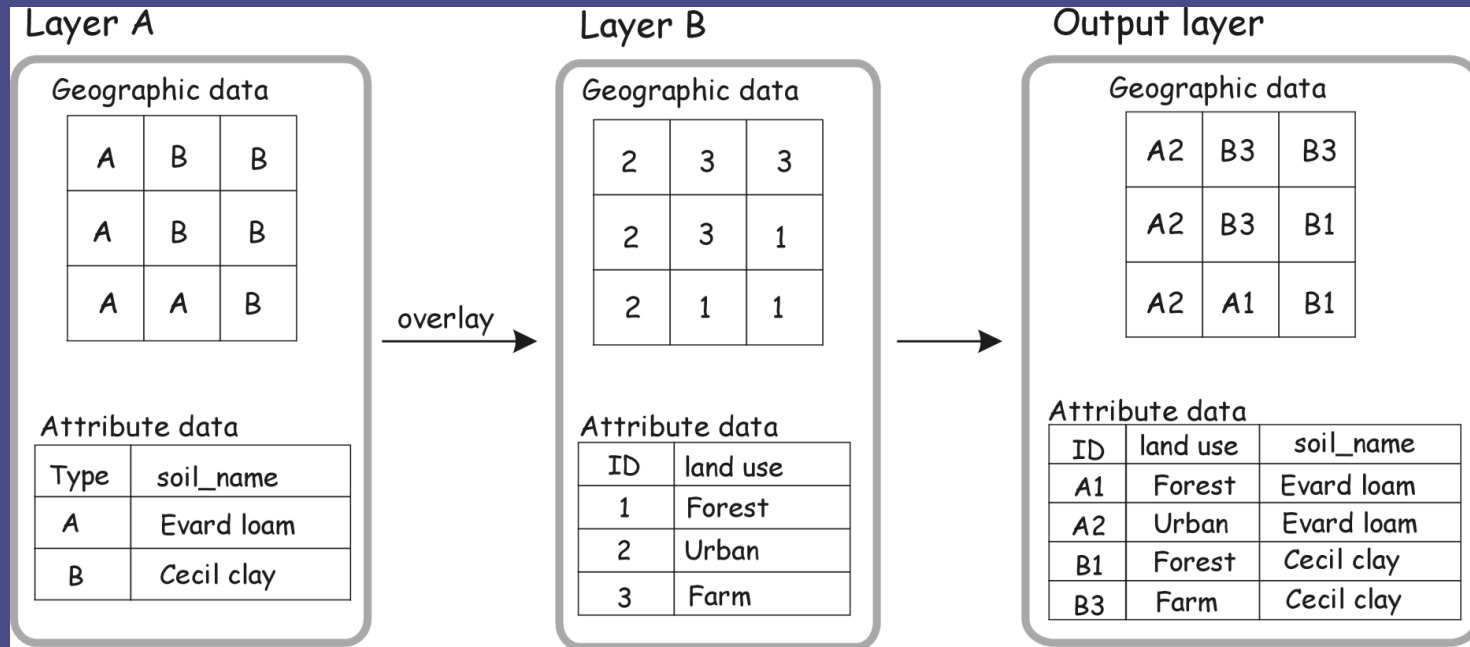 Layer A
Geographic data
A B B
A B B
A A B
Attribute data
Type soil_name
A Evard loam
B Cecil clay
overlay
Layer B
Geographic data
2 3 3
2 3 1
2 1 1
Attribute data
ID land use
1 Forest
2 Urban
3 Farm
Output layer
Geographic data
A2 B3 B3
A2 B3 B1
A2 A1 B1
Attribute data
ID land use soil_name
A1 Forest Evard loam
A2 Urban Evard loam
B1 Forest Cecil clay
B3 Farm Cecil clay